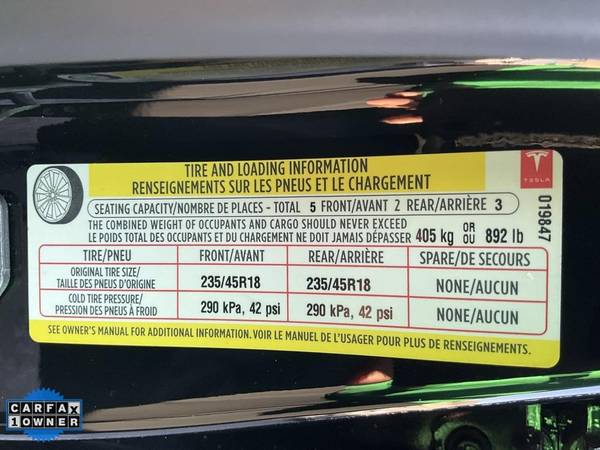 TIRE AND LOADING INFORMATION
RENSEIGNEMENTS SUR LES PNEUS ET LE CHARGEMENT
TESLA
019847
SEATING CAPACITY/NOMBRE DE PLACES - TOTAL 5 FRONT/AVANT 2 REAR/ARRIÈRE 3
THE COMBINED WEIGHT OF OCCUPANTS AND CARGO SHOULD NEVER EXCEED
LE POIDS TOTAL DES OCCUPANTS ET DU CHARGEMENT NE DOIT JAMAIS DÉPASSER 405 kg OR OU 892 lb
TIRE/PNEU FRONT/AVANT REAR/ARRIÈRE SPARE/DE SECOURS
ORIGINAL TIRE SIZE/
TAILLE DES PNEUS D'ORIGINE 235/45R18 235/45R18 NONE/AUCUN
COLD TIRE PRESSURE/
PRESSION DES PNEUS À FROID 290 kPa, 42 psi 290 kPa, 42 psi NONE/AUCUN
SEE OWNER'S MANUAL FOR ADDITIONAL INFORMATION. VOIR LE MANUEL DE L'USAGER POUR PLUS DE RENSEIGNEMENTS.
CARFAX
1 OWNER